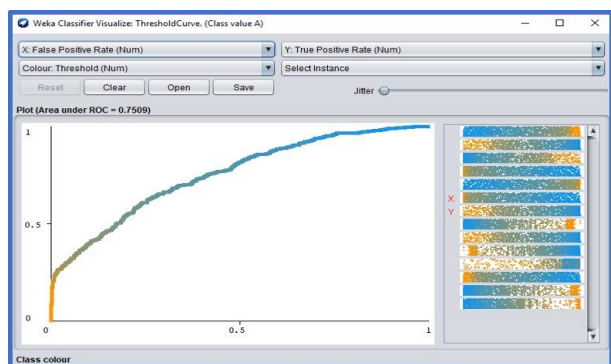 Weka Classifier Visualize: ThresholdCurve. (Class value A)
X: False Positive Rate (Num) Y: True Positive Rate (Num)
Colour: Threshold (Num) Select Instance
Reset Clear Open Save Jitter
Plot (Area under ROC = 0.7509)
1
0.5
0
0 0.5 1
X
Y
Class colour